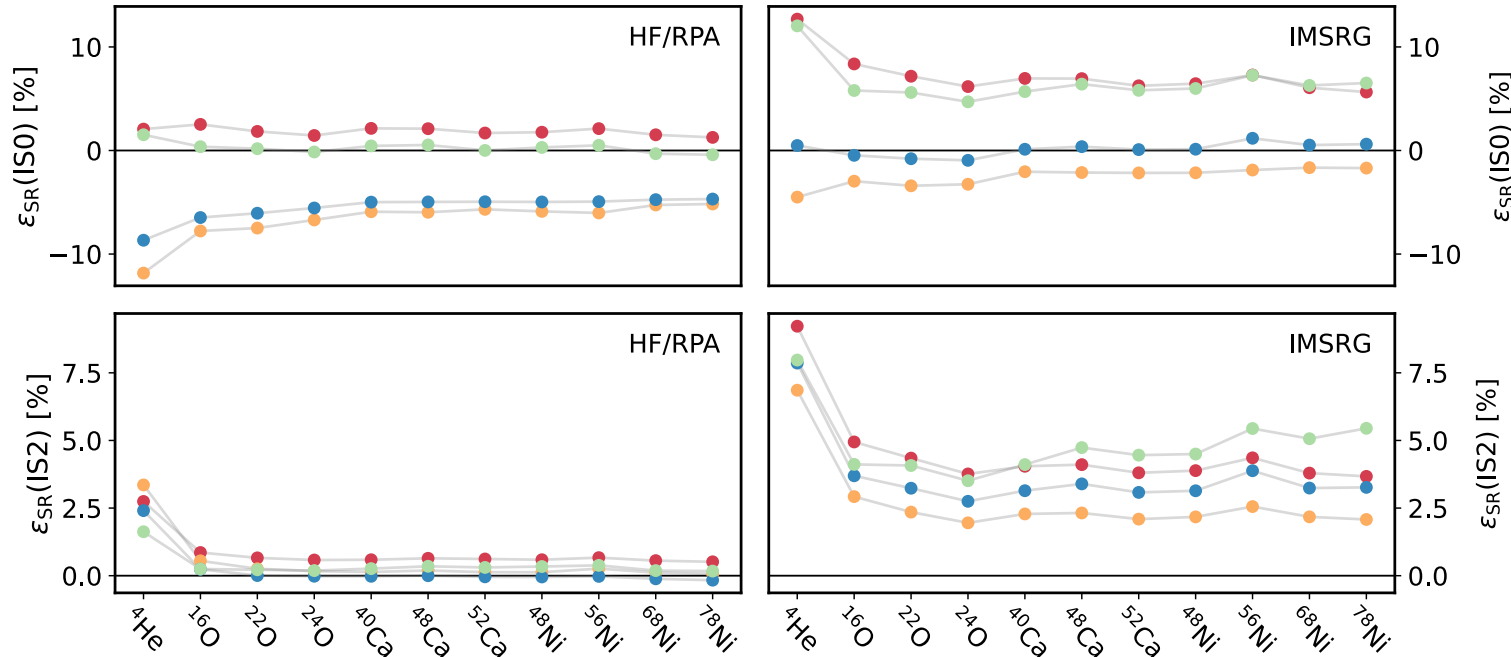 ε_SR(IS0) [%]
10
0
−10
HF/RPA
IMSRG
10
0
−10
ε_SR(IS0) [%]
ε_SR(IS2) [%]
7.5
5.0
2.5
0.0
HF/RPA
IMSRG
7.5
5.0
2.5
0.0
ε_SR(IS2) [%]
⁴He ¹⁶O ²²O ²⁴O ⁴⁰Ca ⁴⁸Ca ⁵²Ca ⁴⁸Ni ⁵⁶Ni ⁶⁸Ni ⁷⁸Ni
⁴He ¹⁶O ²²O ²⁴O ⁴⁰Ca ⁴⁸Ca ⁵²Ca ⁴⁸Ni ⁵⁶Ni ⁶⁸Ni ⁷⁸Ni